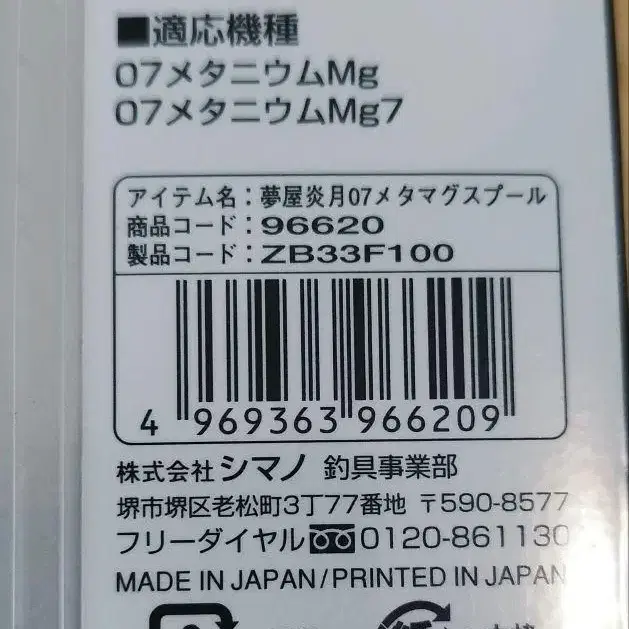 ■適応機種
07メタニウムMg
07メタニウムMg7
アイテム名：夢屋炎月07メタマグスプール
商品コード：96620
製品コード：ZB33F100
4 969363 966209
株式会社 シマノ 釣具事業部
堺市堺区老松町3丁77番地 〒590-8577
フリーダイヤル 0120-861130
MADE IN JAPAN/PRINTED IN JAPAN